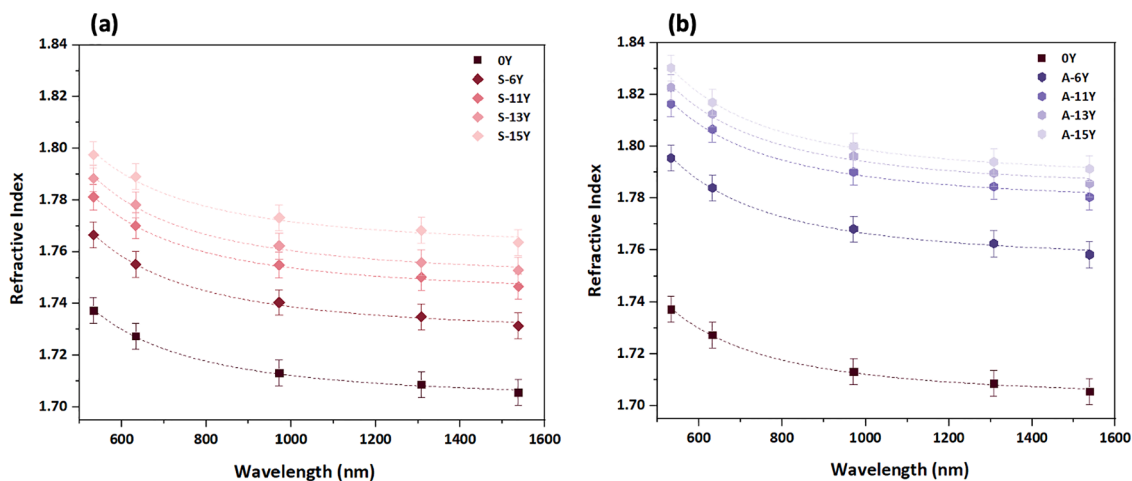 (a)
1.84
1.82
1.80
1.78
1.76
1.74
1.72
1.70
Refractive Index
0Y
S-6Y
S-11Y
S-13Y
S-15Y
600 800 1000 1200 1400 1600
Wavelength (nm)
(b)
1.84
1.82
1.80
1.78
1.76
1.74
1.72
1.70
Refractive Index
0Y
A-6Y
A-11Y
A-13Y
A-15Y
600 800 1000 1200 1400 1600
Wavelength (nm)